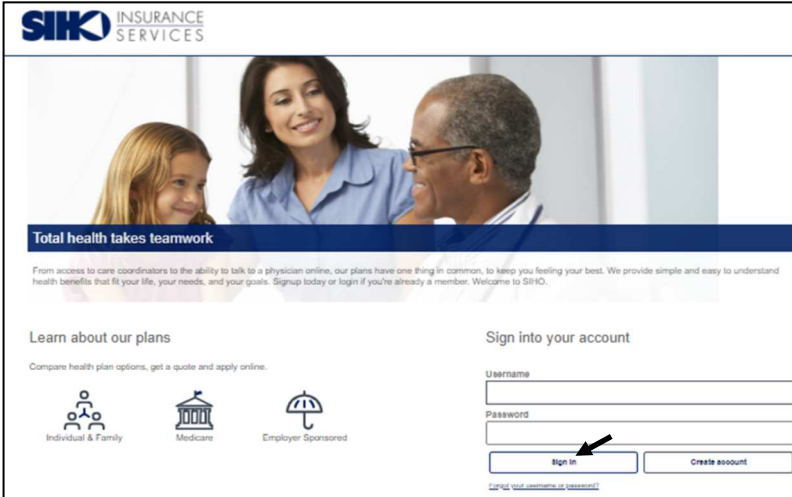 SIHO INSURANCE
SERVICES
Total health takes teamwork
From access to care coordinators to the ability to talk to a physician online, our plans have one thing in common, to keep you feeling your best. We provide simple and easy to understand
health benefits that fit your life, your needs, and your goals. Signup today or login if you're already a member. Welcome to SIHO.
Learn about our plans
Compare health plan options, get a quote and apply online.
Individual & Family
Medicare
Employer Sponsored
Sign into your account
Username
Password
Sign in
Create account
Forgot your username or password?